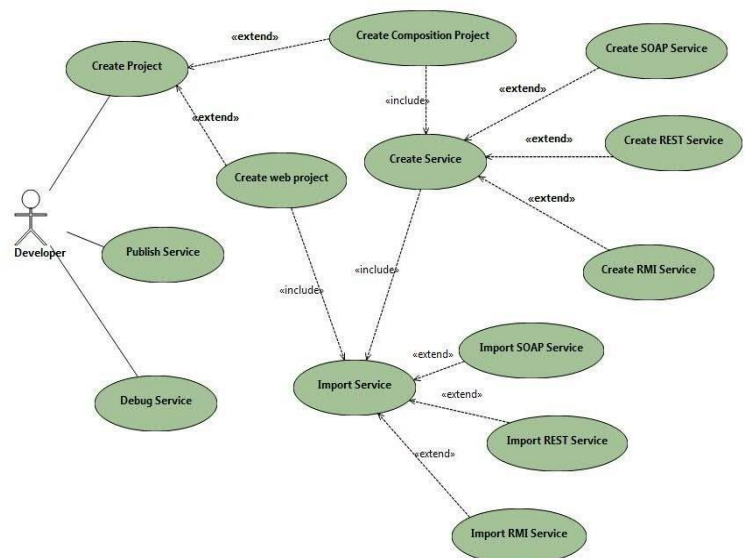 Create Composition Project
«extend»
Create SOAP Service
Create Project
«extend»
«include»
«extend»
Create REST Service
«extend»
Create Service
Create web project
«extend»
Developer
Publish Service
Create RMI Service
«include»
«include»
Import SOAP Service
«extend»
Import Service
«extend»
Debug Service
Import REST Service
«extend»
Import RMI Service